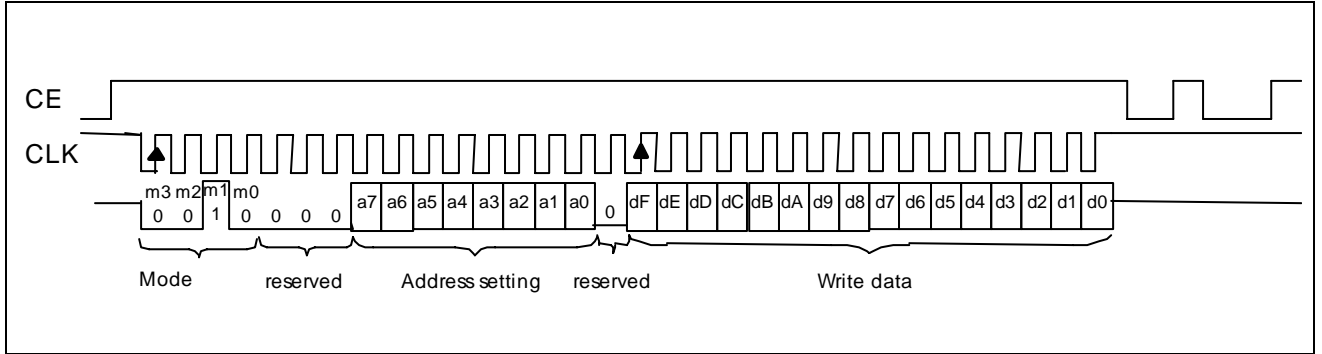 CE
CLK
m3 m2 m1 m0
0 0 1 0 0 0 0 a7 a6 a5 a4 a3 a2 a1 a0 0 dF dE dD dC dB dA d9 d8 d7 d6 d5 d4 d3 d2 d1 d0
Mode reserved Address setting reserved Write data